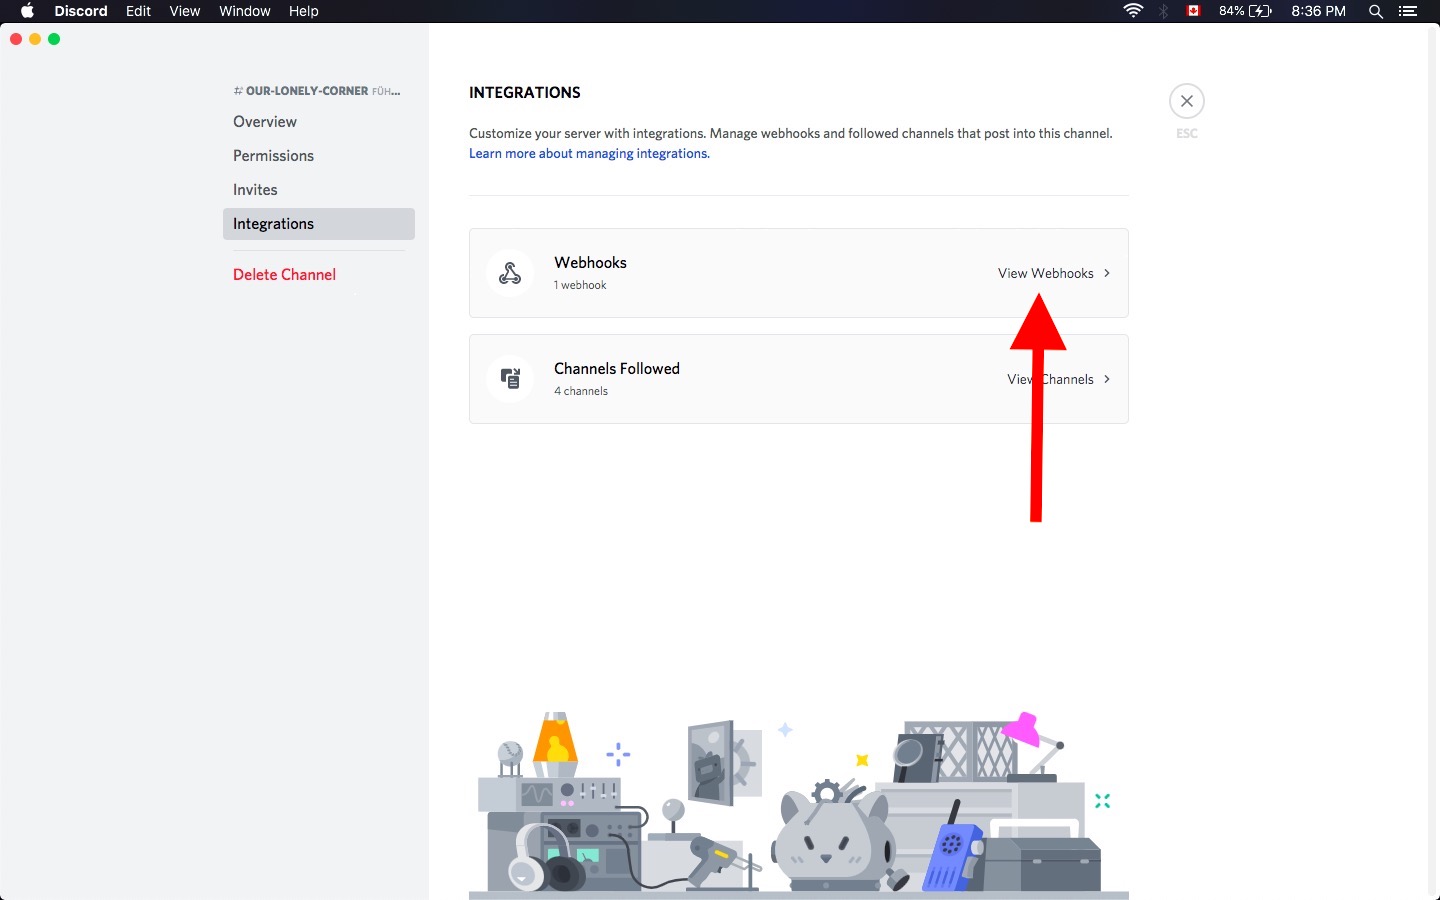 Discord Edit View Window Help 84% 8:36 PM
# OUR-LONELY-CORNER FÜH...
Overview
Permissions
Invites
Integrations
Delete Channel
INTEGRATIONS
Customize your server with integrations. Manage webhooks and followed channels that post into this channel.
Learn more about managing integrations.
ESC
Webhooks
1 webhook
View Webhooks
Channels Followed
4 channels
View Channels